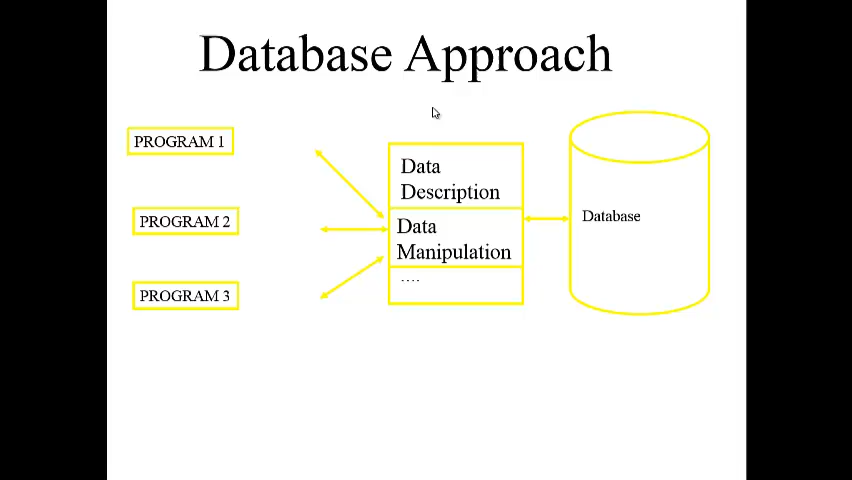 Database Approach
PROGRAM 1
PROGRAM 2
PROGRAM 3
Data
Description
Data
Manipulation
....
Database